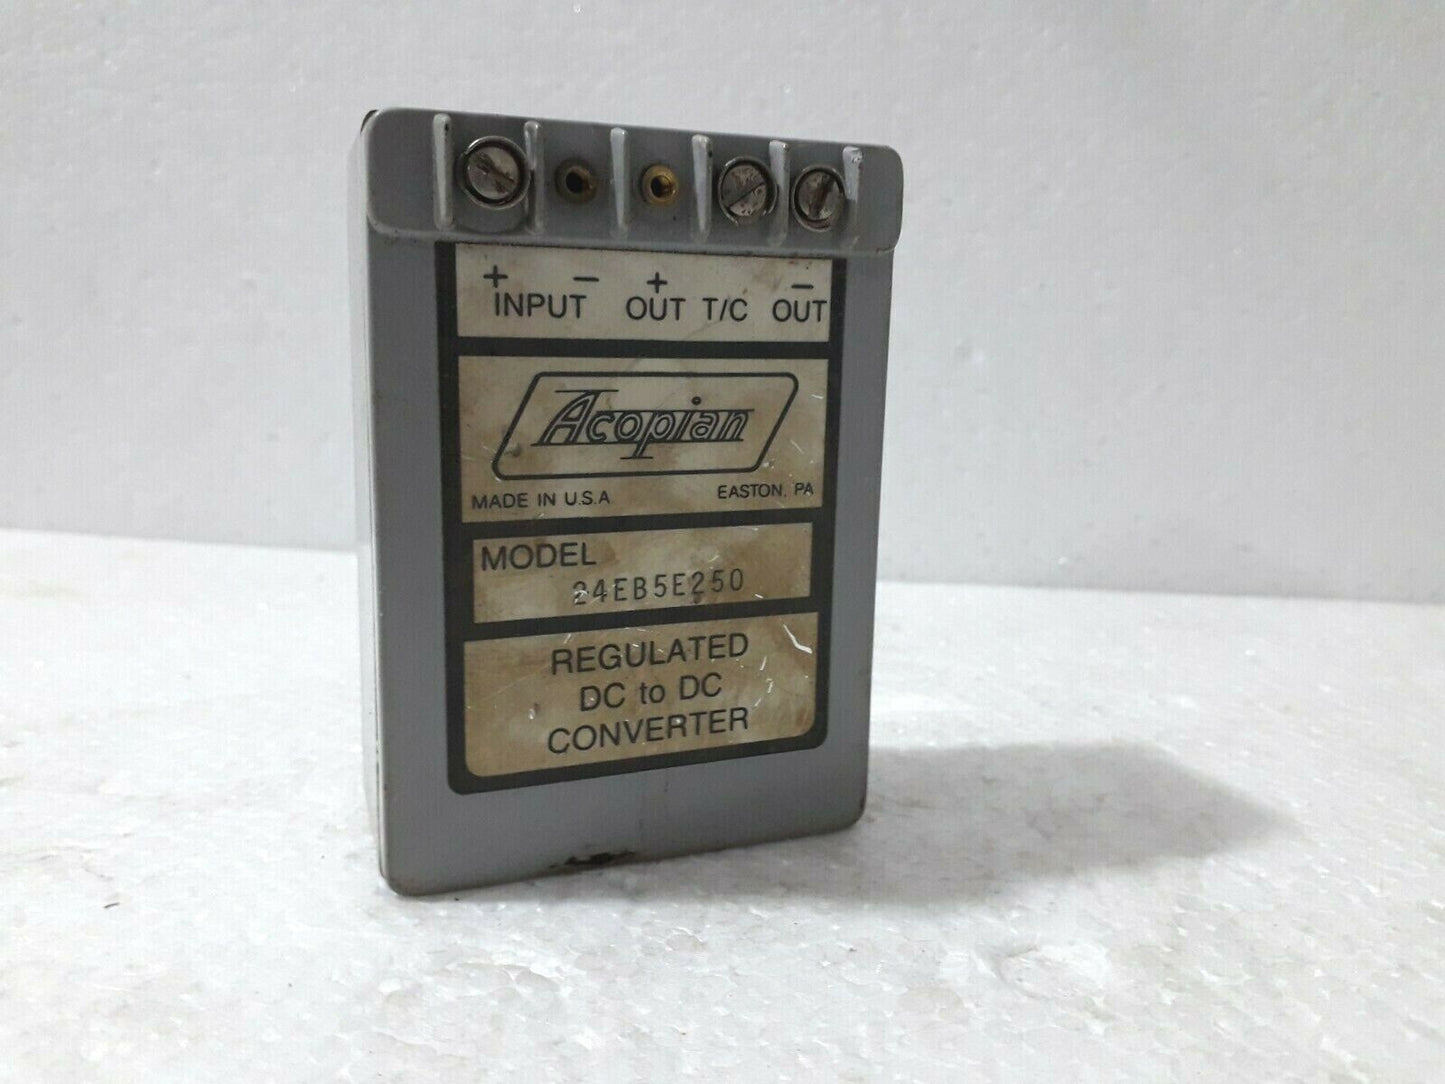 + - + -
INPUT OUT T/C OUT
Acopian
MADE IN U.S.A EASTON, PA
MODEL
24EB5E250
REGULATED
DC to DC
CONVERTER